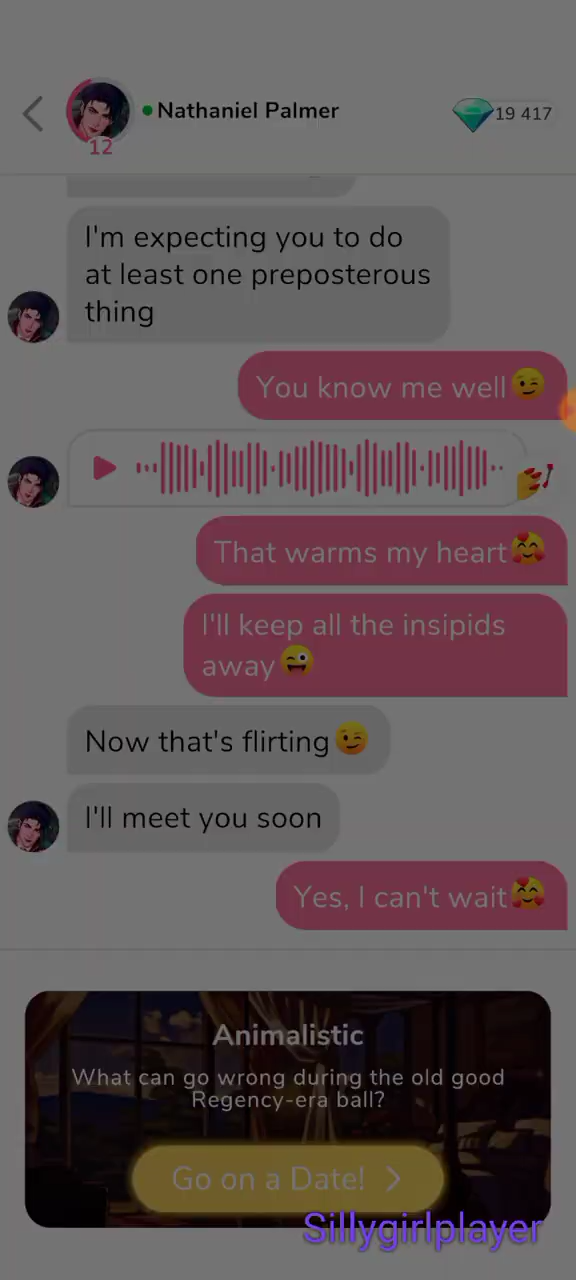 Nathaniel Palmer
19 417
12
I'm expecting you to do
at least one preposterous
thing
You know me well😉
That warms my heart🥰
I'll keep all the insipids
away😜
Now that's flirting😉
I'll meet you soon
Yes, I can't wait🥰
Animalistic
What can go wrong during the old good
Regency-era ball?
Go on a Date! >
Sillygirlplayer